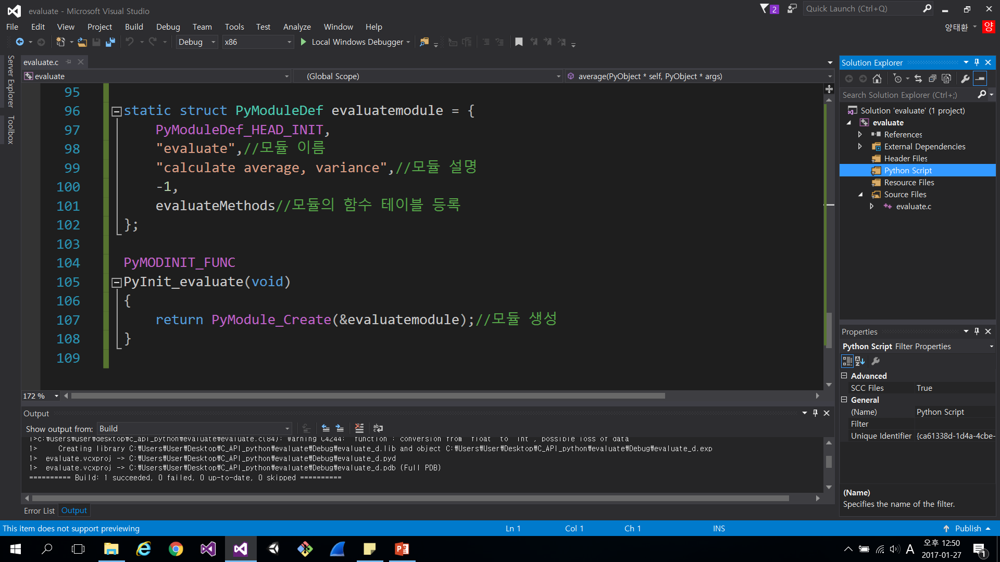 evaluate - Microsoft Visual Studio
2
Quick Launch (Ctrl+Q)
File Edit View Project Build Debug Team Tools Test Analyze Window Help
양태환 양
Debug x86 Local Windows Debugger
Server Explorer
Toolbox
evaluate.c
evaluate (Global Scope) average(PyObject * self, PyObject * args)
95
96 static struct PyModuleDef evaluatemodule = {
97 PyModuleDef_HEAD_INIT,
98 "evaluate",//모듈 이름
99 "calculate average, variance",//모듈 설명
100 -1,
101 evaluateMethods//모듈의 함수 테이블 등록
102 };
103
104 PyMODINIT_FUNC
105 PyInit_evaluate(void)
106 {
107 return PyModule_Create(&evaluatemodule);//모듈 생성
108 }
109
172 %
Output
Show output from: Build
1>c:₩users₩user₩desktop₩c_api_python₩evaluate₩evaluate.c(84): warning C4244: 'function': conversion from 'float' to 'int', possible loss of data
1> Creating library C:₩Users₩User₩Desktop₩C_API_python₩evaluate₩Debug₩evaluate_d.lib and object C:₩Users₩User₩Desktop₩C_API_python₩evaluate₩Debug₩evaluate_d.exp
1> evaluate.vcxproj -> C:₩Users₩User₩Desktop₩C_API_python₩evaluate₩Debug₩evaluate_d.pyd
1> evaluate.vcxproj -> C:₩Users₩User₩Desktop₩C_API_python₩evaluate₩Debug₩evaluate_d.pdb (Full PDB)
========== Build: 1 succeeded, 0 failed, 0 up-to-date, 0 skipped ==========
Error List Output
Solution Explorer
Search Solution Explorer (Ctrl+;)
Solution 'evaluate' (1 project)
evaluate
References
External Dependencies
Header Files
Python Script
Resource Files
Source Files
evaluate.c
Properties
Python Script Filter Properties
Advanced
SCC Files True
General
(Name) Python Script
Filter
Unique Identifier {ca61338d-1d4a-4cbe-
(Name)
Specifies the name of the filter.
This item does not support previewing Ln 1 Col 1 Ch 1 INS Publish
A 오후 12:50
2017-01-27
1